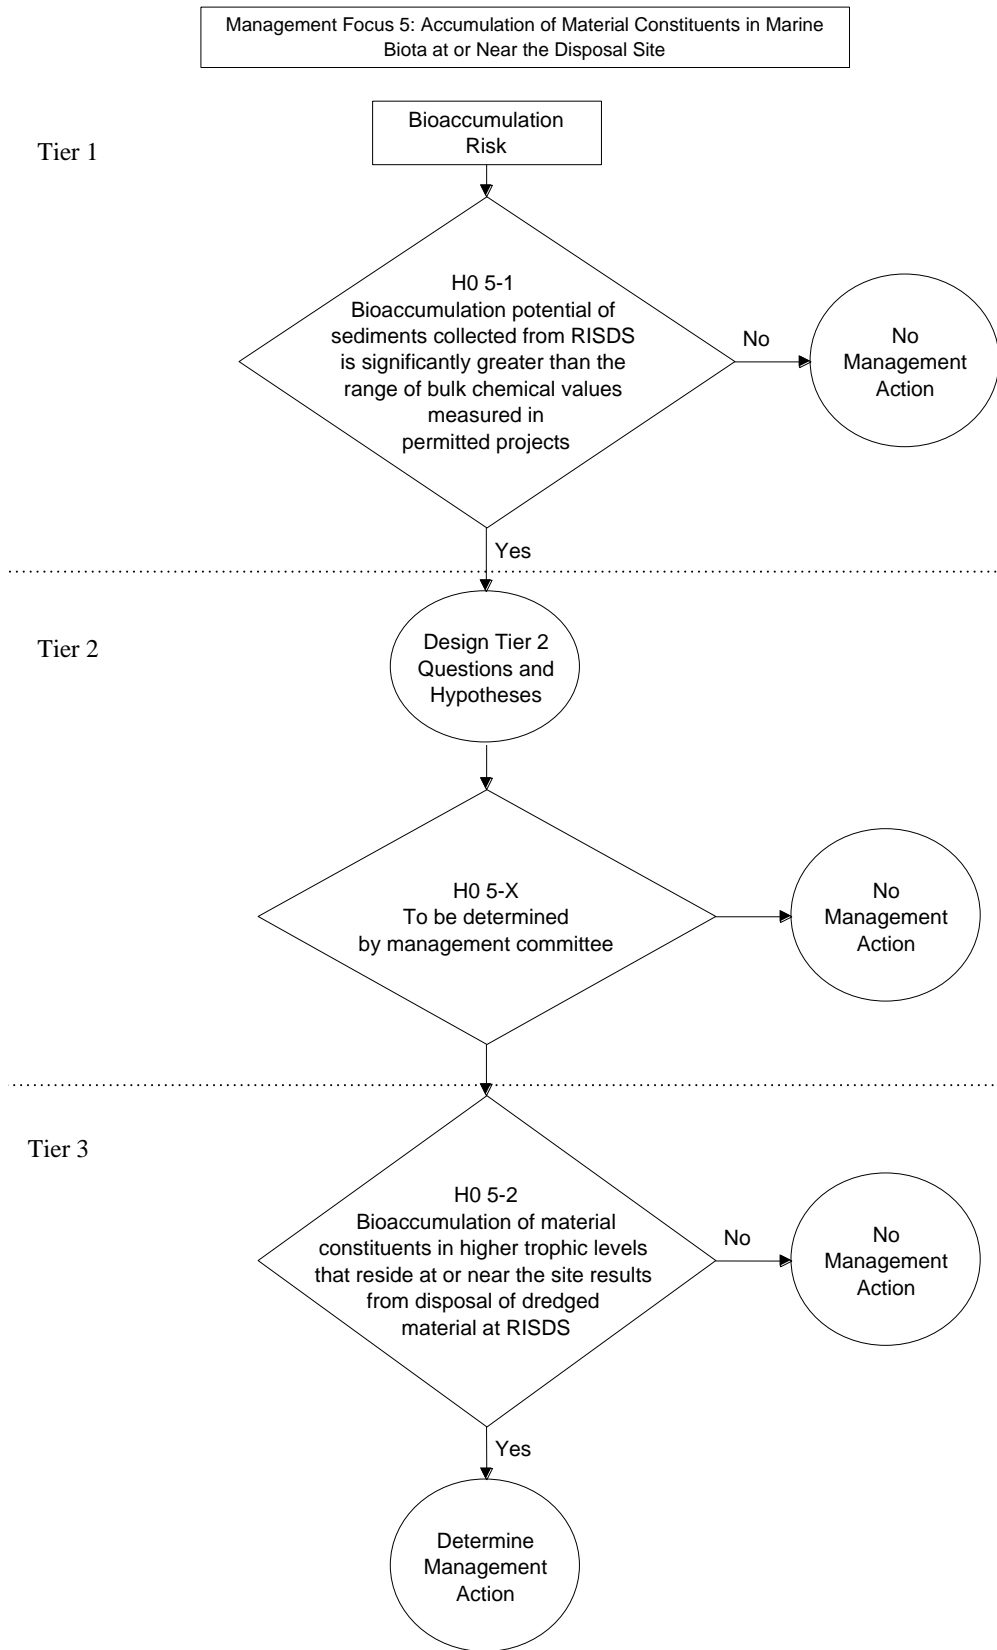 Management Focus 5: Accumulation of Material Constituents in Marine
Biota at or Near the Disposal Site
Tier 1
Bioaccumulation
Risk
H0 5-1
Bioaccumulation potential of
sediments collected from RISDS
is significantly greater than the
range of bulk chemical values
measured in
permitted projects
No
No
Management
Action
Yes
Tier 2
Design Tier 2
Questions and
Hypotheses
H0 5-X
To be determined
by management committee
No
Management
Action
Tier 3
H0 5-2
Bioaccumulation of material
constituents in higher trophic levels
that reside at or near the site results
from disposal of dredged
material at RISDS
No
No
Management
Action
Yes
Determine
Management
Action